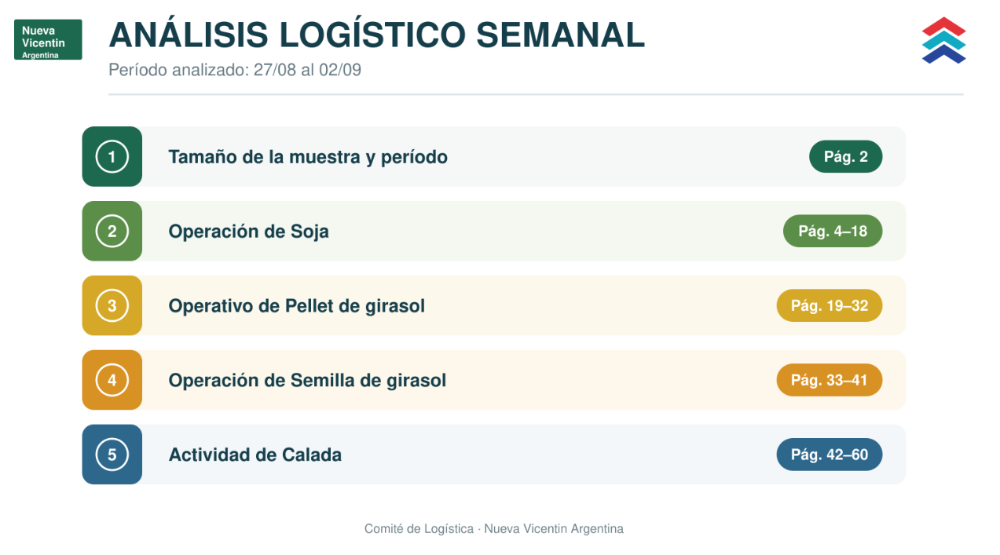 Nueva
Vicentin
Argentina
ANÁLISIS LOGÍSTICO SEMANAL
Período analizado: 27/08 al 02/09
1
Tamaño de la muestra y período
Pág. 2
2
Operación de Soja
Pág. 4–18
3
Operativo de Pellet de girasol
Pág. 19–32
4
Operación de Semilla de girasol
Pág. 33–41
5
Actividad de Calada
Pág. 42–60
Comité de Logística · Nueva Vicentin Argentina